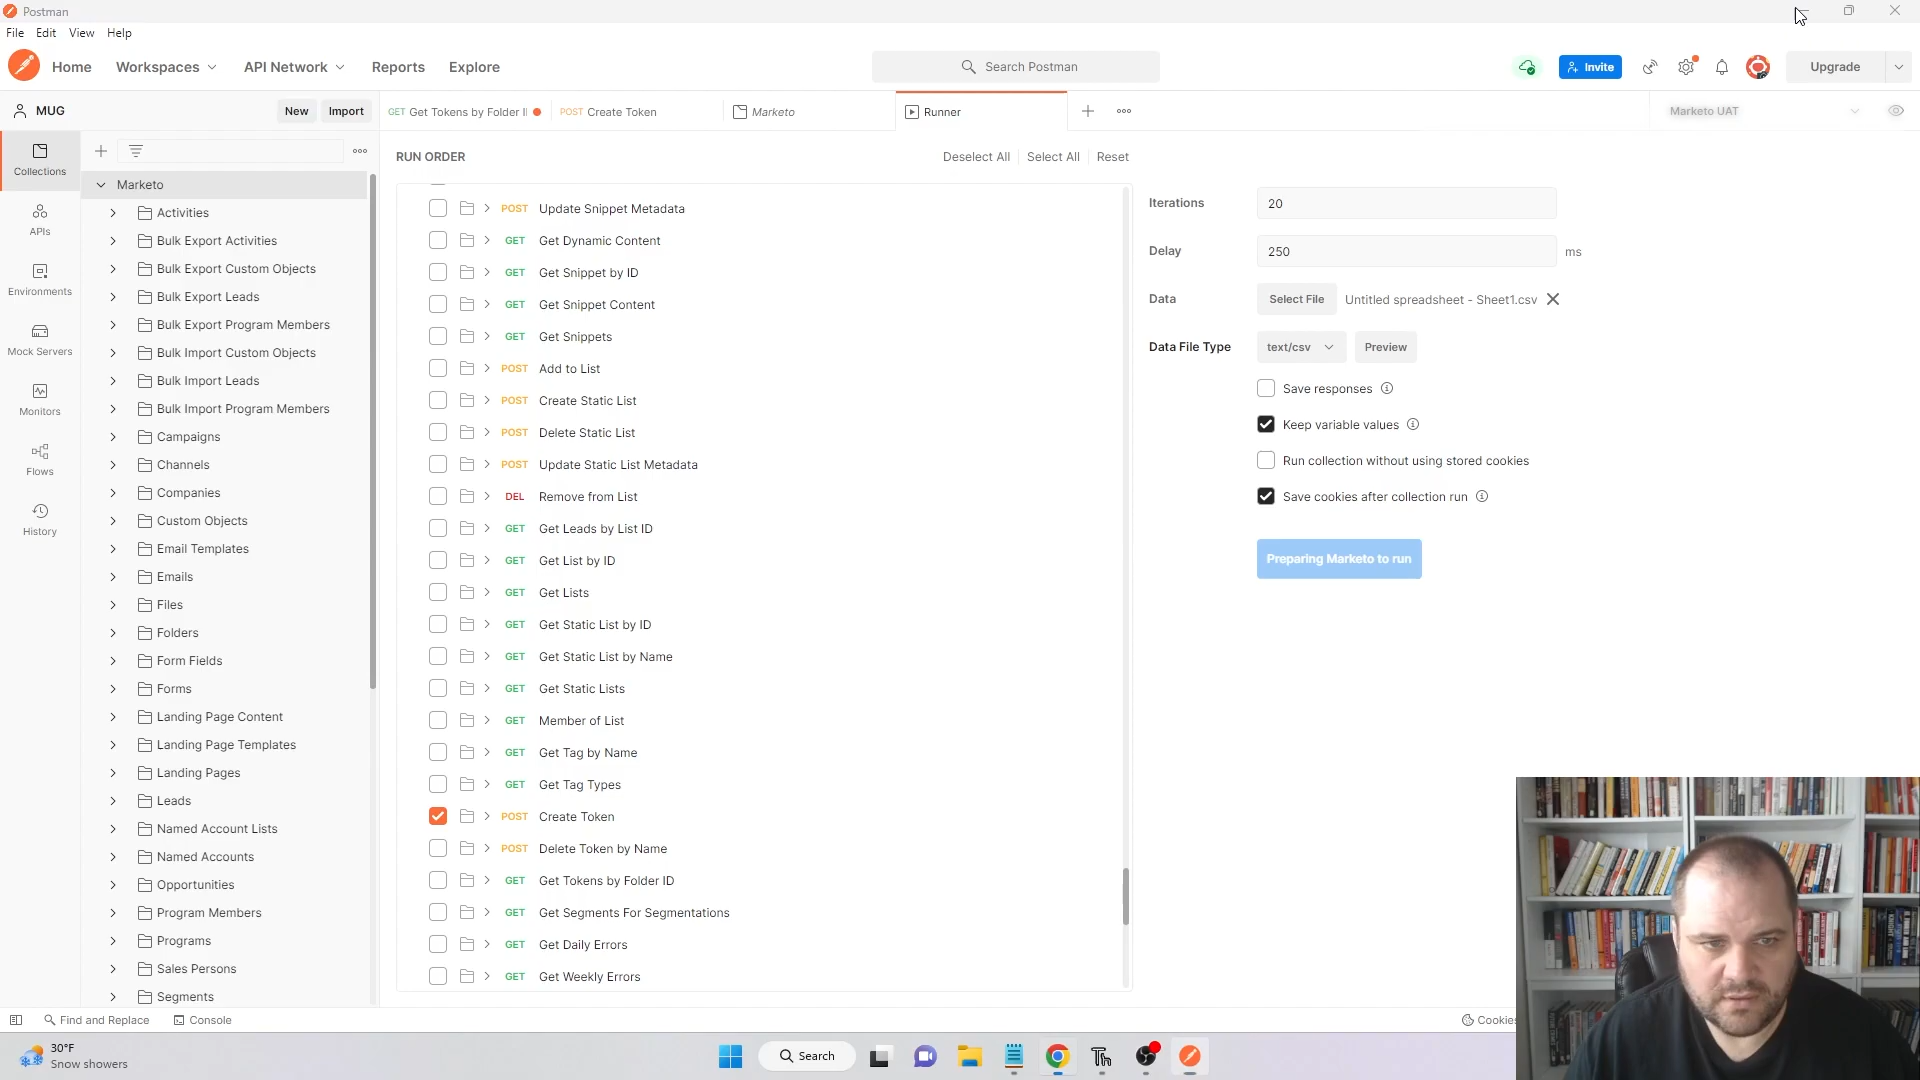 Postman
File Edit View Help
Home Workspaces API Network Reports Explore
Search Postman
Invite
Upgrade
MUG
New Import
GET Get Tokens by Folder I
POST Create Token
Marketo
Runner
Marketo UAT
Collections
APIs
Environments
Mock Servers
Monitors
Flows
History
Marketo
Activities
Bulk Export Activities
Bulk Export Custom Objects
Bulk Export Leads
Bulk Export Program Members
Bulk Import Custom Objects
Bulk Import Leads
Bulk Import Program Members
Campaigns
Channels
Companies
Custom Objects
Email Templates
Emails
Files
Folders
Form Fields
Forms
Landing Page Content
Landing Page Templates
Landing Pages
Leads
Named Account Lists
Named Accounts
Opportunities
Program Members
Programs
Sales Persons
Segments
RUN ORDER
Deselect All Select All Reset
POST Update Snippet Metadata
GET Get Dynamic Content
GET Get Snippet by ID
GET Get Snippet Content
GET Get Snippets
POST Add to List
POST Create Static List
POST Delete Static List
POST Update Static List Metadata
DEL Remove from List
GET Get Leads by List ID
GET Get List by ID
GET Get Lists
GET Get Static List by ID
GET Get Static List by Name
GET Get Static Lists
GET Member of List
GET Get Tag by Name
GET Get Tag Types
POST Create Token
POST Delete Token by Name
GET Get Tokens by Folder ID
GET Get Segments For Segmentations
GET Get Daily Errors
GET Get Weekly Errors
Iterations 20
Delay 250 ms
Data Select File Untitled spreadsheet - Sheet1.csv
Data File Type text/csv Preview
Save responses
Keep variable values
Run collection without using stored cookies
Save cookies after collection run
Preparing Marketo to run
Find and Replace Console
Cookies
30°F
Snow showers
Search